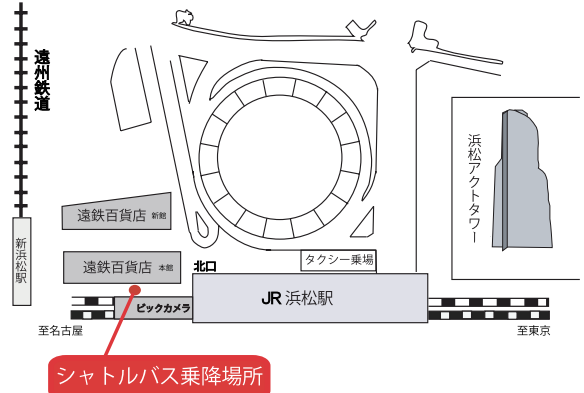 遠州鉄道
浜松アクトタワー
遠鉄百貨店 新館
新浜松駅
遠鉄百貨店 本館
北口
タクシー乗場
JR 浜松駅
ビックカメラ
至名古屋
至東京
シャトルバス乗降場所